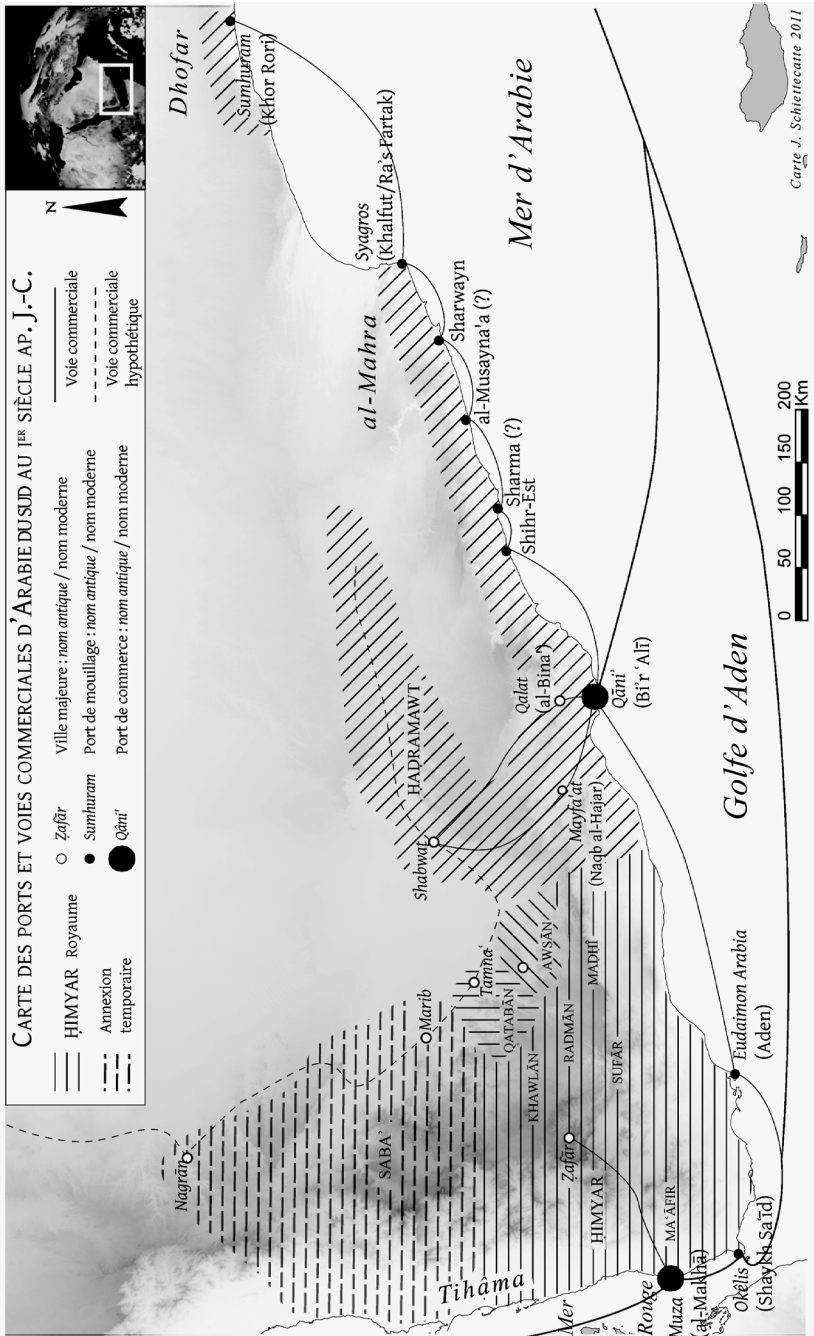 CARTE DES PORTS ET VOIES COMMERCIALES D'ARABIE DU SUD AU IER SIÈCLE AP. J.-C.
ḤIMYAR Royaume
Annexion
temporaire
Ẓafār Ville majeure : nom antique / nom moderne
Sumhuram Port de mouillage : nom antique / nom moderne
Qâni' Port de commerce : nom antique / nom moderne
Voie commerciale
Voie commerciale
hypothétique
N
Dhofar
Sumhuram
(Khor Rori)
Syagros
(Khalfut/Ra's Fartak)
al-Mahra
Sharwayn
al-Musayna'a (?)
Sharma (?)
Shihr-Est
Mer d'Arabie
ḤAḌRAMAWT
Shabwat
Qalat
(al-Bina')
Qāni'
(Bi'r 'Alī)
Mayfa'at
(Naqb al-Hajar)
Nagrān
Marib
Tamna'
SABA'
QATABĀN
AWSĀN
KHAWLĀN
RADMĀN
MADHÎ
SUFĀR
Ẓafār
ḤIMYAR
MA'ĀFIR
Tihâma
Mer
Rouge
Muza
(al-Makhā)
Okêlis
(Shaykh Sa'īd)
Eudaimon Arabia
(Aden)
Golfe d'Aden
0 50 100 150 200
Km
Carte J. Schiettecatte 2011